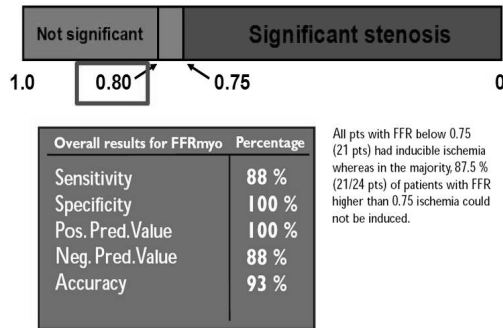 Not significant Significant stenosis
1.0 0.80 0.75 0
Overall results for FFRmyo Percentage
Sensitivity 88 %
Specificity 100 %
Pos. Pred. Value 100 %
Neg. Pred. Value 88 %
Accuracy 93 %
All pts with FFR below 0.75
(21 pts) had inducible ischemia
whereas in the majority, 87.5 %
(21/24 pts) of patients with FFR
higher than 0.75 ischemia could
not be induced.